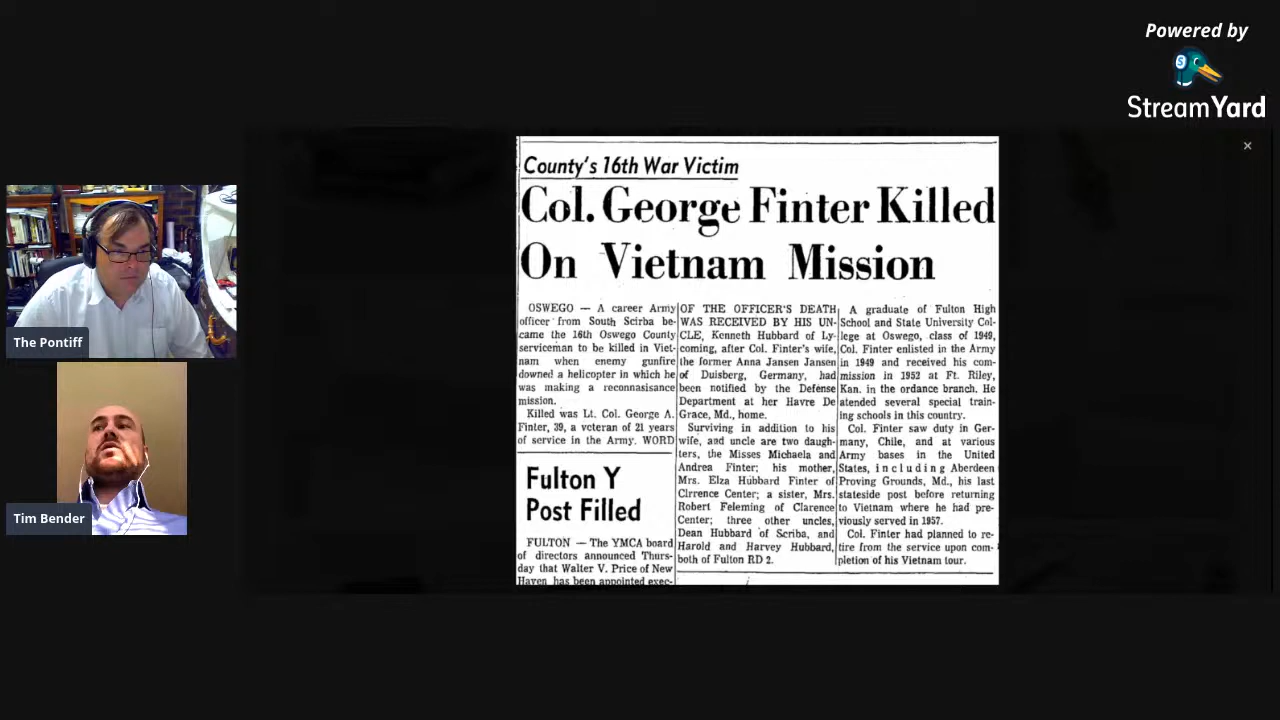 Powered by
StreamYard
The Pontiff
Tim Bender
County's 16th War Victim
Col. George Finter Killed
On Vietnam Mission
OSWEGO — A career Army
officer from South Scirba be-
came the 16th Oswego County
serviceman to be killed in Viet-
nam when enemy gunfire
downed a helicopter in which he
was making a reconnasisance
mission.
Killed was Lt. Col. George A.
Finter, 39, a veteran of 21 years
of service in the Army. WORD
OF THE OFFICER'S DEATH
WAS RECEIVED BY HIS UN-
CLE, Kenneth Hubbard of Ly-
coming, after Col. Finter's wife,
the former Anna Jansen Jansen
of Duisberg, Germany, had
been notified by the Defense
Department at her Havre De
Grace, Md., home.
Surviving in addition to his
wife, and uncle are two daugh-
ters, the Misses Michaela and
Andrea Finter; his mother,
Mrs. Elza Hubbard Finter of
Clrrence Center; a sister, Mrs.
Robert Feleming of Clarence
Center; three other uncles,
Dean Hubbard of Scriba, and
Harold and Harvey Hubbard,
both of Fulton RD 2.
A graduate of Fulton High
School and State University Col-
lege at Oswego, class of 1949,
Col. Finter enlisted in the Army
in 1949 and received his com-
mission in 1952 at Ft. Riley,
Kan. in the ordance branch. He
atended several special train-
ing schools in this country.
Col. Finter saw duty in Ger-
many, Chile, and at various
Army bases in the United
States, including Aberdeen
Proving Grounds, Md., his last
stateside post before returning
to Vietnam where he had pre-
viously served in 1957.
Col. Finter had planned to re-
tire from the service upon com-
pletion of his Vietnam tour.
Fulton Y
Post Filled
FULTON — The YMCA board
of directors announced Thurs-
day that Walter V. Price of New
Haven has been appointed exec-